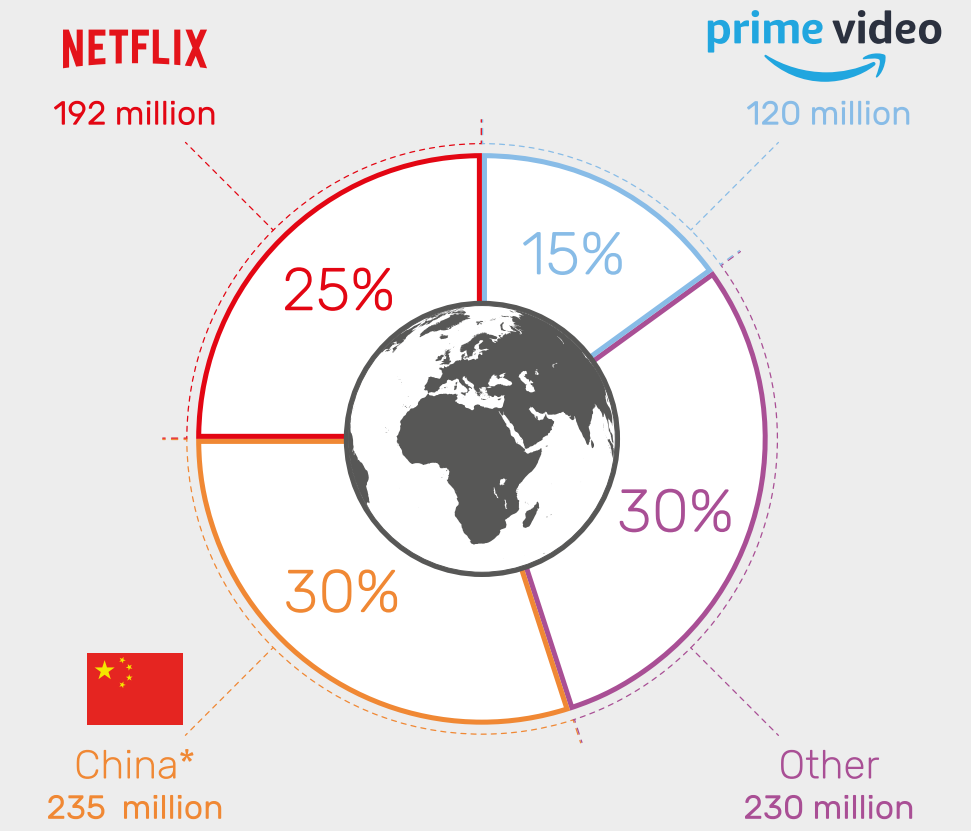 NETFLIX
192 million
prime video
120 million
25%
15%
30%
30%
China*
235 million
Other
230 million